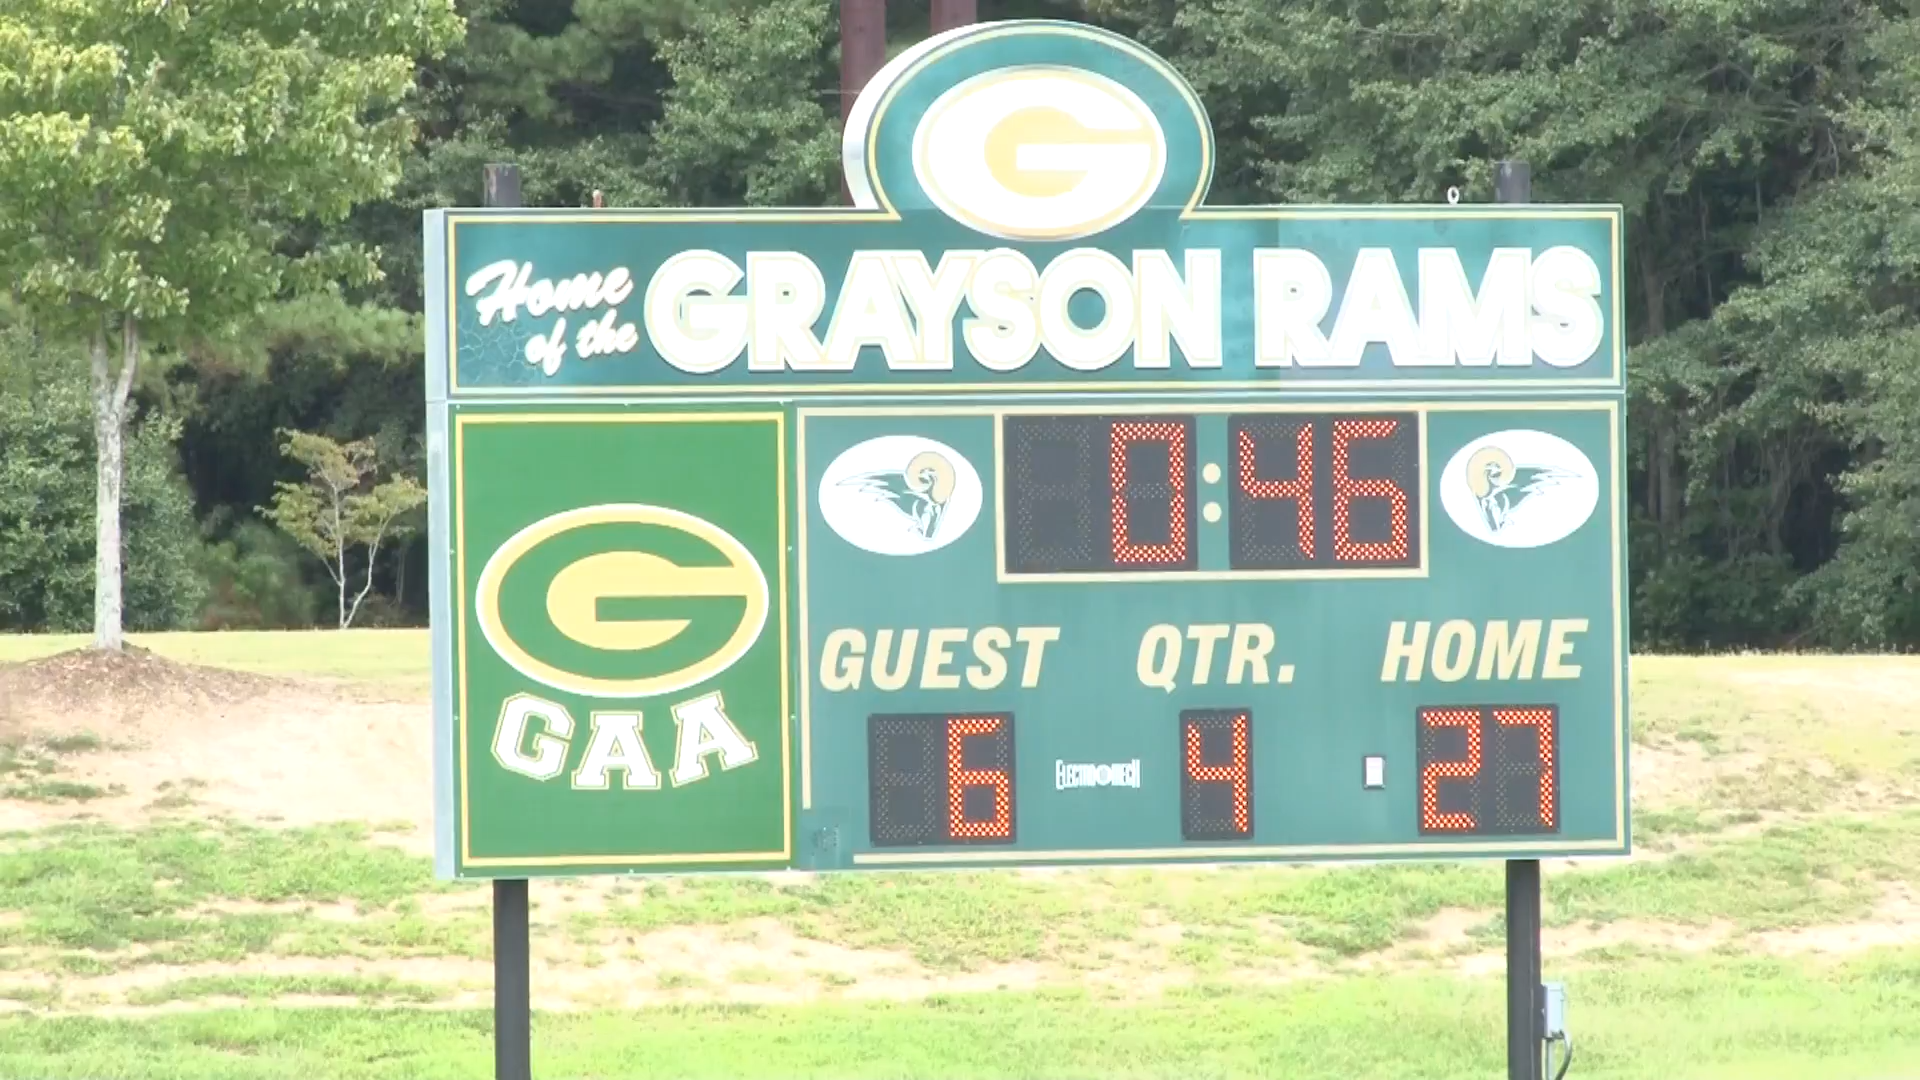 G
Home of the GRAYSON RAMS
0:46
G
GAA
GUEST QTR. HOME
6 4 27
ELECTRO-MECH